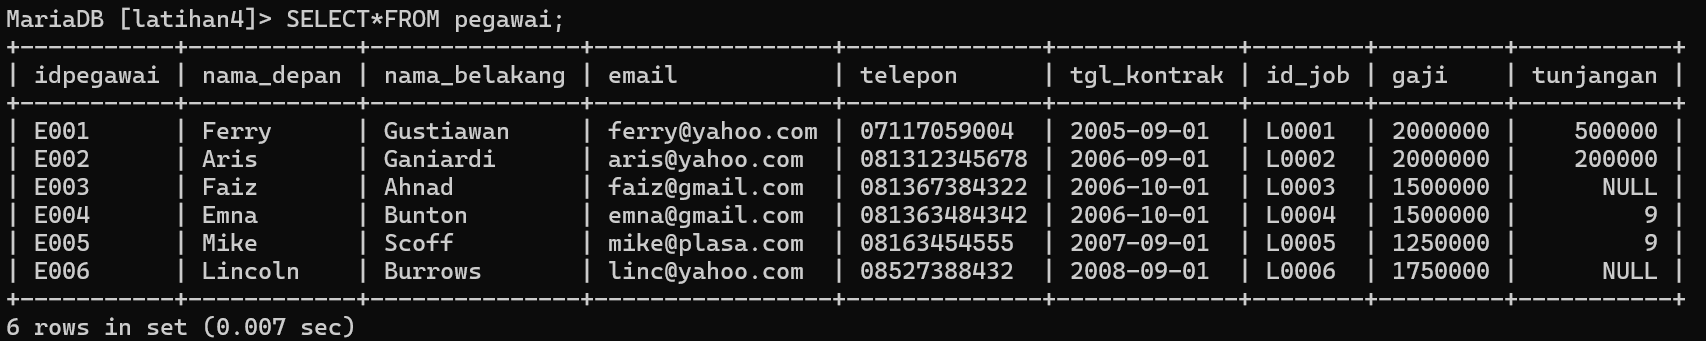 MariaDB [latihan4]> SELECT*FROM pegawai;
+-----------+------------+---------------+-----------------+--------------+-------------+--------+---------+-----------+
| idpegawai | nama_depan | nama_belakang | email           | telepon      | tgl_kontrak | id_job | gaji    | tunjangan |
+-----------+------------+---------------+-----------------+--------------+-------------+--------+---------+-----------+
| E001      | Ferry      | Gustiawan     | ferry@yahoo.com | 07117059004  | 2005-09-01  | L0001  | 2000000 |    500000 |
| E002      | Aris       | Ganiardi      | aris@yahoo.com  | 081312345678 | 2006-09-01  | L0002  | 2000000 |    200000 |
| E003      | Faiz       | Ahnad         | faiz@gmail.com  | 081367384322 | 2006-10-01  | L0003  | 1500000 |      NULL |
| E004      | Emna       | Bunton        | emna@gmail.com  | 081363484342 | 2006-10-01  | L0004  | 1500000 |         9 |
| E005      | Mike       | Scoff         | mike@plasa.com  | 08163454555  | 2007-09-01  | L0005  | 1250000 |         9 |
| E006      | Lincoln    | Burrows       | linc@yahoo.com  | 08527388432  | 2008-09-01  | L0006  | 1750000 |      NULL |
+-----------+------------+---------------+-----------------+--------------+-------------+--------+---------+-----------+
6 rows in set (0.007 sec)